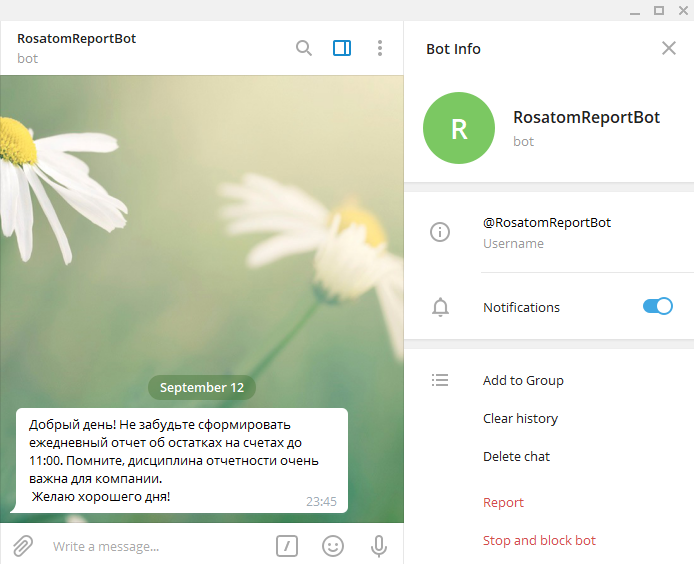 RosatomReportBot
bot
September 12
Добрый день! Не забудьте сформировать
ежедневный отчет об остатках на счетах до
11:00. Помните, дисциплина отчетности очень
важна для компании.
Желаю хорошего дня!
23:45
Write a message...
Bot Info
R
RosatomReportBot
bot
@RosatomReportBot
Username
Notifications
Add to Group
Clear history
Delete chat
Report
Stop and block bot